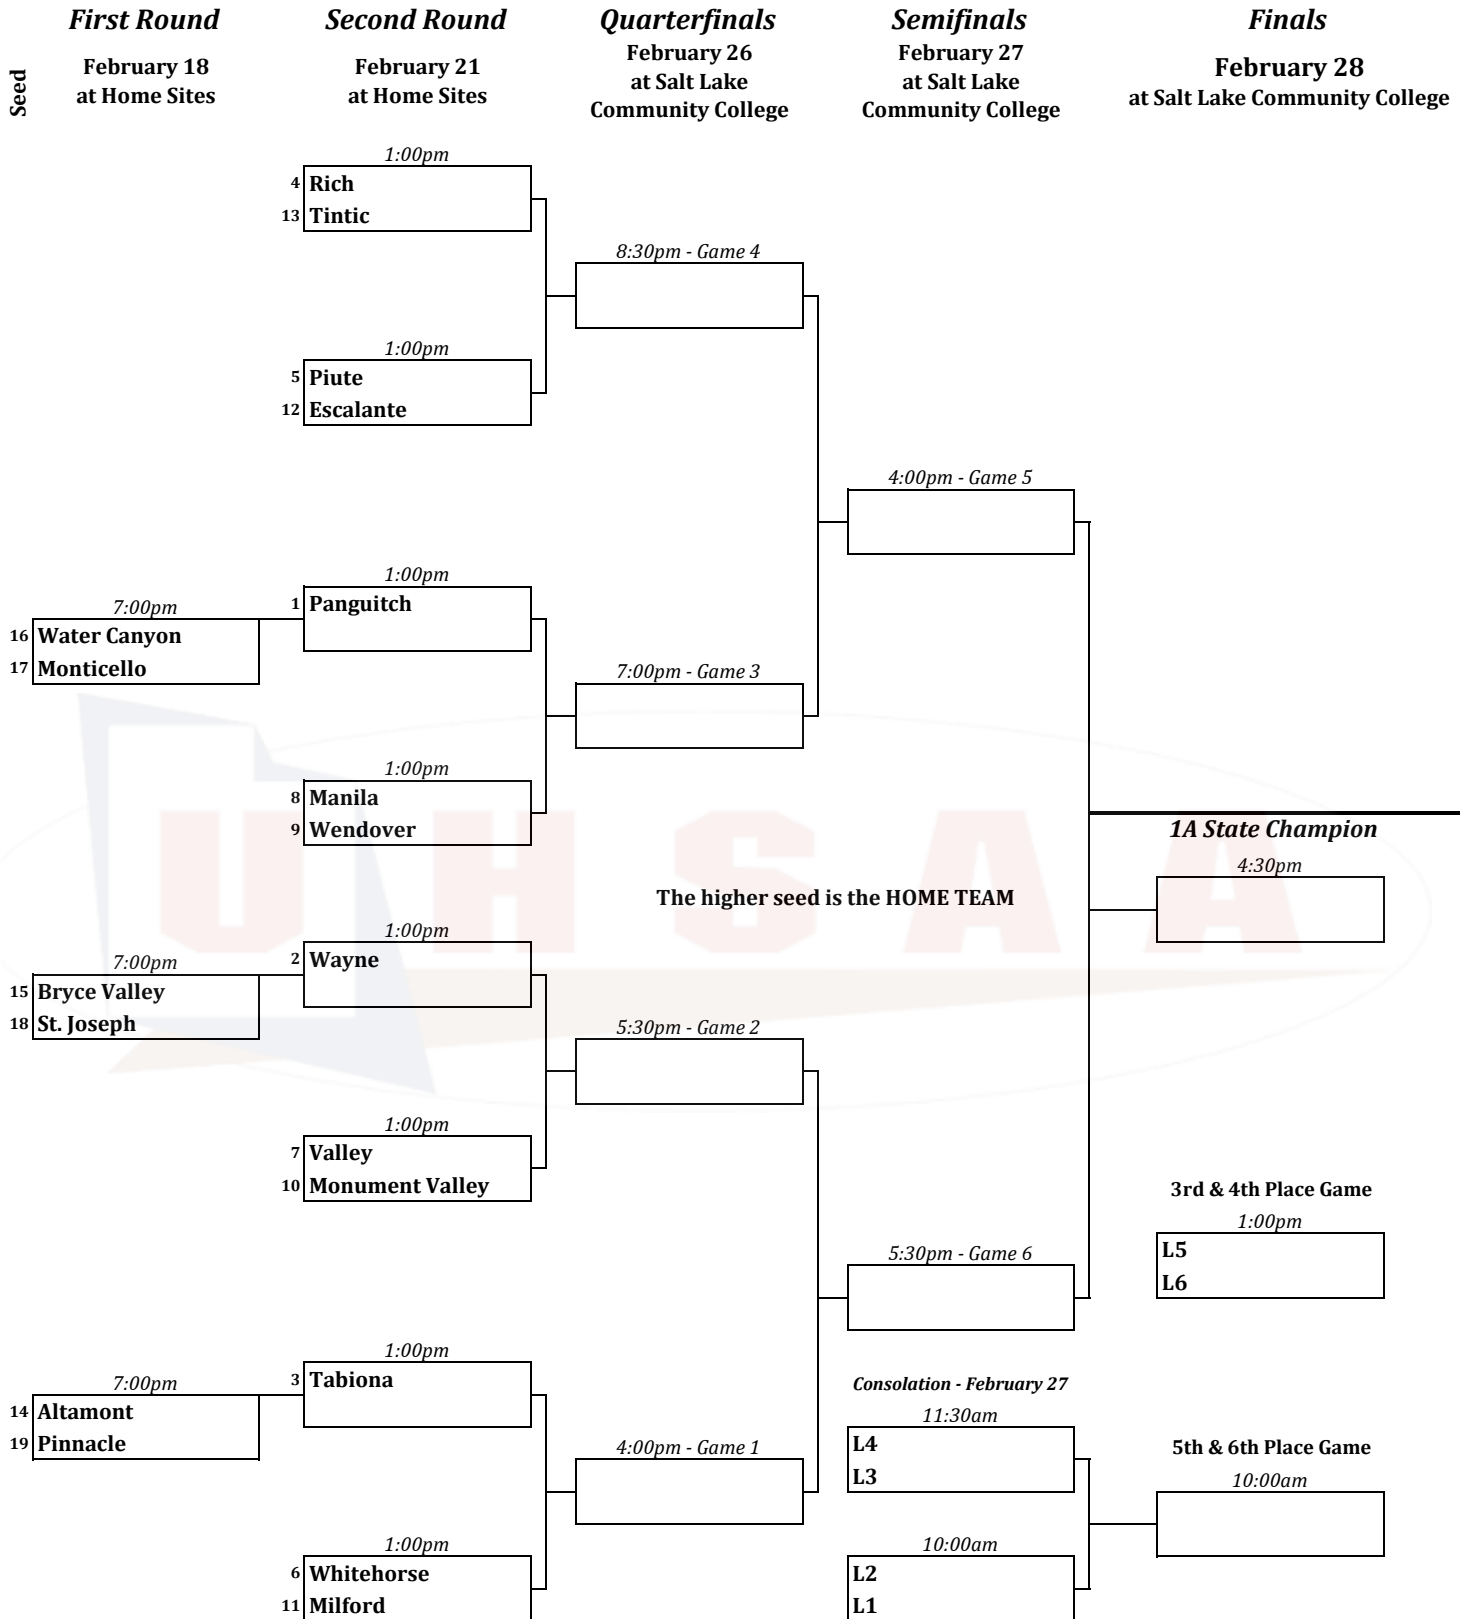 First Round
February 18
at Home Sites
Second Round
February 21
at Home Sites
Quarterfinals
February 26
at Salt Lake
Community College
Semifinals
February 27
at Salt Lake
Community College
Finals
February 28
at Salt Lake Community College
Seed
1:00pm
4 Rich
13 Tintic
8:30pm - Game 4
1:00pm
5 Piute
12 Escalante
4:00pm - Game 5
1:00pm
1 Panguitch
7:00pm
16 Water Canyon
17 Monticello
7:00pm - Game 3
1:00pm
8 Manila
9 Wendover
UHSAA
1A State Champion
4:30pm
The higher seed is the HOME TEAM
1:00pm
2 Wayne
7:00pm
15 Bryce Valley
18 St. Joseph
5:30pm - Game 2
1:00pm
7 Valley
10 Monument Valley
3rd & 4th Place Game
1:00pm
L5
L6
5:30pm - Game 6
1:00pm
3 Tabiona
7:00pm
14 Altamont
19 Pinnacle
Consolation - February 27
11:30am
L4
L3
4:00pm - Game 1
5th & 6th Place Game
10:00am
1:00pm
6 Whitehorse
11 Milford
10:00am
L2
L1